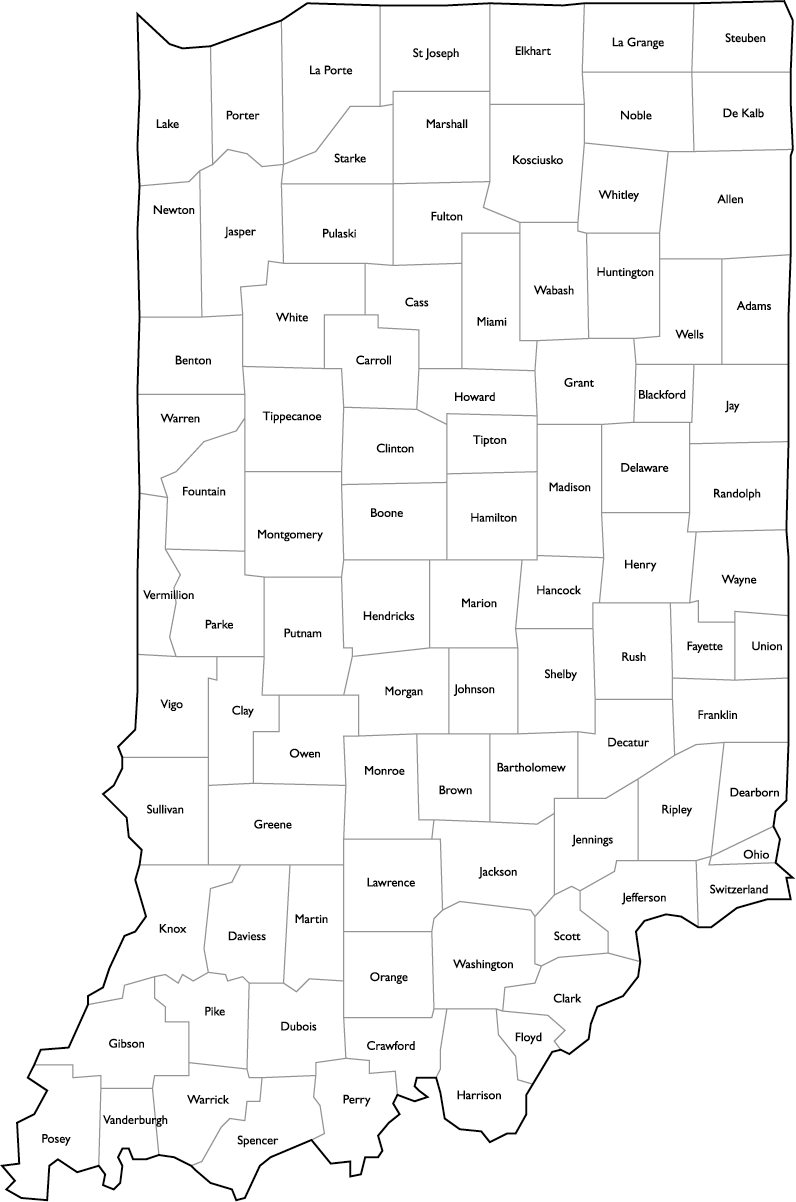 Steuben
La Grange
Elkhart
St Joseph
La Porte
De Kalb
Noble
Porter
Lake
Marshall
Starke
Kosciusko
Whitley
Allen
Newton
Fulton
Jasper
Pulaski
Huntington
Wabash
Cass
Adams
White
Miami
Wells
Benton
Carroll
Grant
Blackford
Howard
Jay
Warren
Tippecanoe
Tipton
Clinton
Delaware
Madison
Fountain
Randolph
Boone
Hamilton
Montgomery
Henry
Wayne
Hancock
Vermillion
Marion
Hendricks
Parke
Putnam
Fayette
Union
Rush
Shelby
Morgan
Johnson
Vigo
Clay
Franklin
Decatur
Owen
Monroe
Bartholomew
Brown
Dearborn
Sullivan
Ripley
Greene
Jennings
Ohio
Jackson
Lawrence
Switzerland
Jefferson
Martin
Knox
Daviess
Scott
Washington
Orange
Clark
Pike
Dubois
Floyd
Gibson
Crawford
Harrison
Warrick
Perry
Vanderburgh
Posey
Spencer